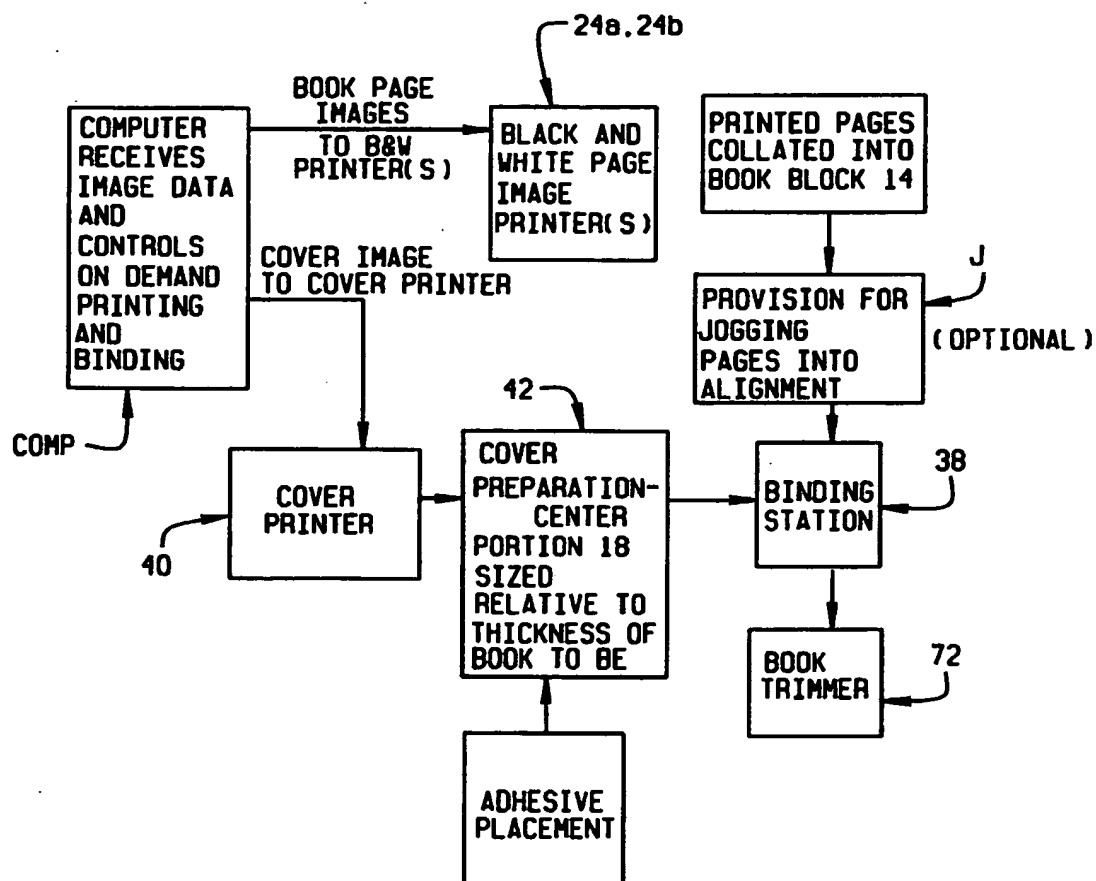 24a.24b
BOOK PAGE
IMAGES
TO B&W
PRINTER(S)
COMPUTER
RECEIVES
IMAGE DATA
AND
CONTROLS
ON DEMAND
PRINTING
AND
BINDING
BLACK AND
WHITE PAGE
IMAGE
PRINTER(S)
PRINTED PAGES
COLLATED INTO
BOOK BLOCK 14
COVER IMAGE
TO COVER PRINTER
J
PROVISION FOR
JOGGING
PAGES INTO
ALIGNMENT
(OPTIONAL)
COMP
42
COVER
PRINTER
40
COVER
PREPARATION-
CENTER
PORTION 18
SIZED
RELATIVE TO
THICKNESS OF
BOOK TO BE
BINDING
STATION
38
BOOK
TRIMMER
72
ADHESIVE
PLACEMENT